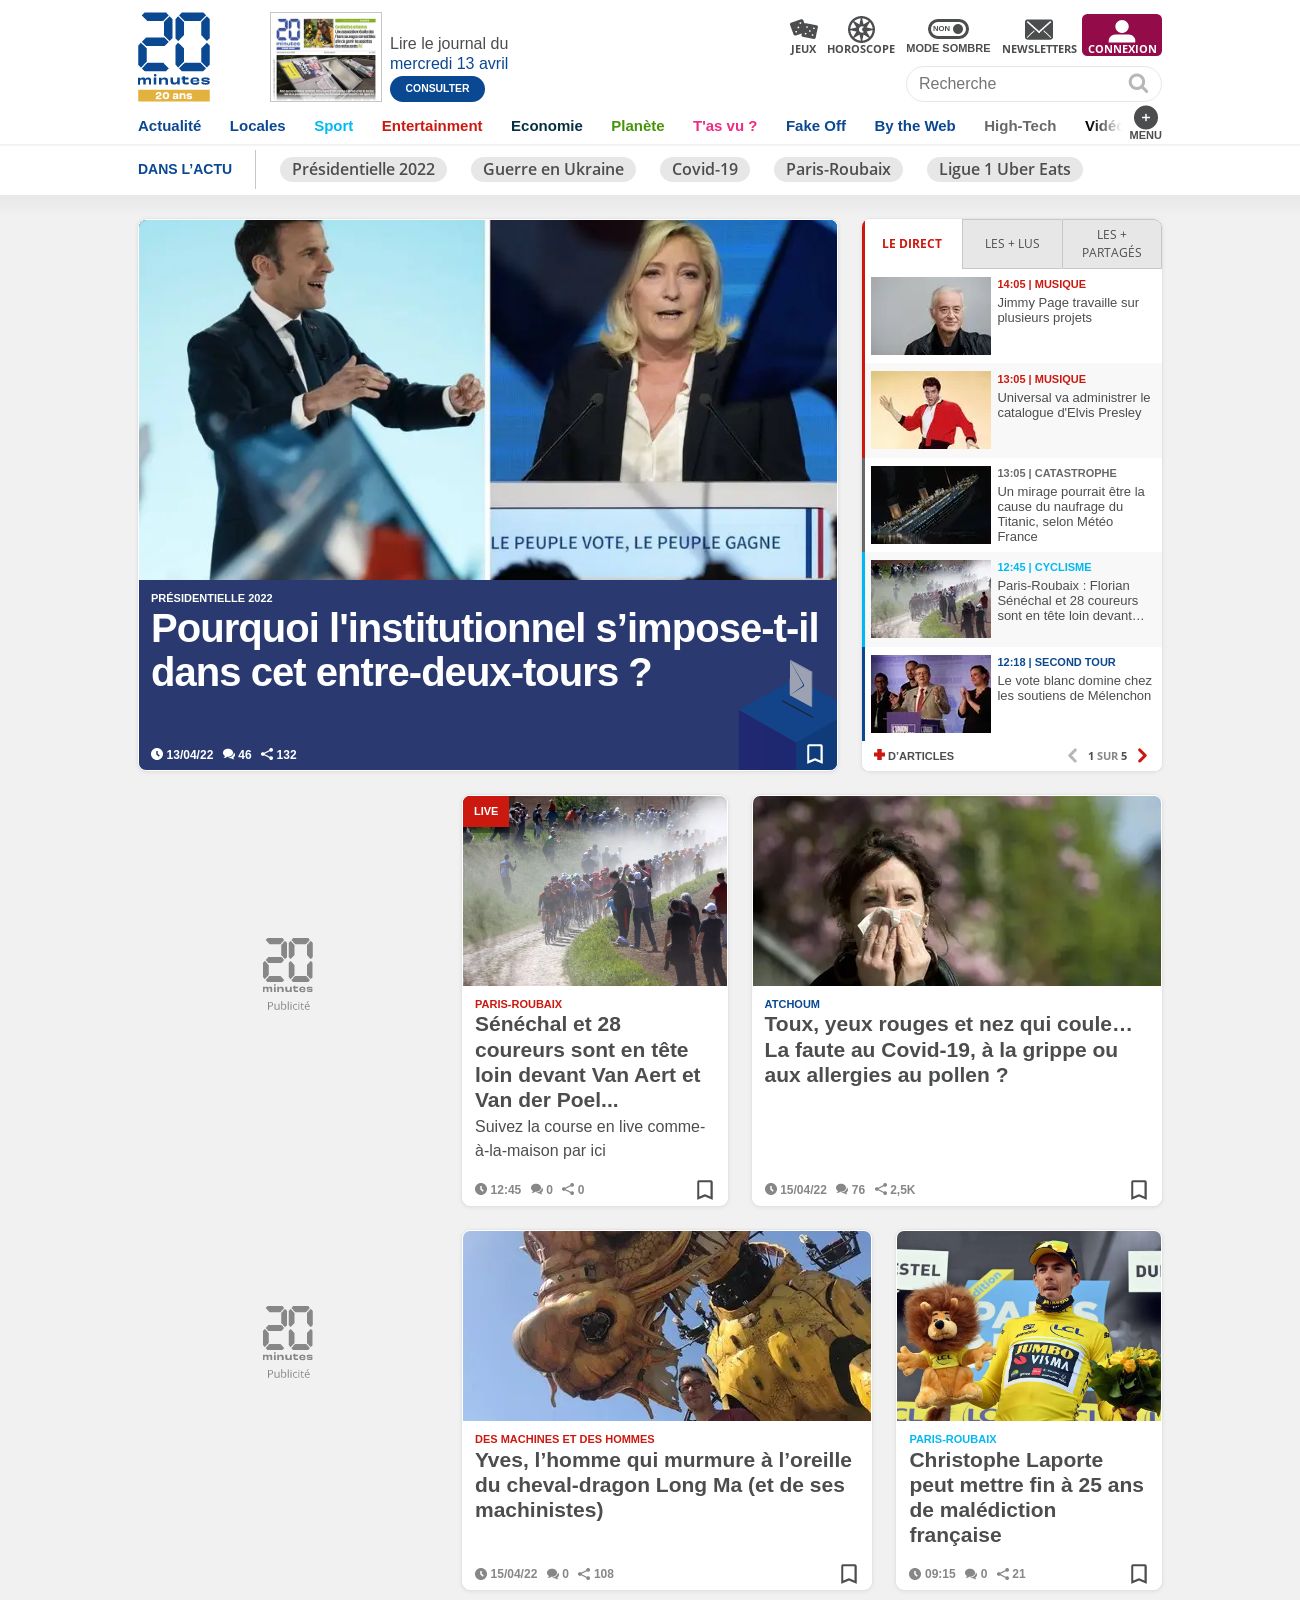 20
minutes
20 ans
Lire le journal du
mercredi 13 avril
CONSULTER
JEUX
HOROSCOPE
NON
MODE SOMBRE
NEWSLETTERS
CONNEXION
Recherche
Actualité
Locales
Sport
Entertainment
Economie
Planète
T'as vu ?
Fake Off
By the Web
High-Tech
MENU
DANS L’ACTU
Présidentielle 2022
Guerre en Ukraine
Covid-19
Paris-Roubaix
Ligue 1 Uber Eats
LE PEUPLE VOTE, LE PEUPLE GAGNE
PRÉSIDENTIELLE 2022
Pourquoi l'institutionnel s’impose-t-il
dans cet entre-deux-tours ?
13/04/22 46 132
LE DIRECT
LES + LUS
LES +
PARTAGÉS
14:05 | MUSIQUE
Jimmy Page travaille sur
plusieurs projets
13:05 | MUSIQUE
Universal va administrer le
catalogue d'Elvis Presley
13:05 | CATASTROPHE
Un mirage pourrait être la
cause du naufrage du
Titanic, selon Météo
France
12:45 | CYCLISME
Paris-Roubaix : Florian
Sénéchal et 28 coureurs
sont en tête loin devant…
12:18 | SECOND TOUR
Le vote blanc domine chez
les soutiens de Mélenchon
D’ARTICLES
1 SUR 5
20
minutes
Publicité
LIVE
PARIS-ROUBAIX
Sénéchal et 28
coureurs sont en tête
loin devant Van Aert et
Van der Poel...
Suivez la course en live comme-
à-la-maison par ici
12:45 0 0
ATCHOUM
Toux, yeux rouges et nez qui coule…
La faute au Covid-19, à la grippe ou
aux allergies au pollen ?
15/04/22 76 2,5K
20
minutes
Publicité
DES MACHINES ET DES HOMMES
Yves, l’homme qui murmure à l’oreille
du cheval-dragon Long Ma (et de ses
machinistes)
15/04/22 0 108
LCL
JUMBO
VISMA
PARIS-ROUBAIX
Christophe Laporte
peut mettre fin à 25 ans
de malédiction
française
09:15 0 21